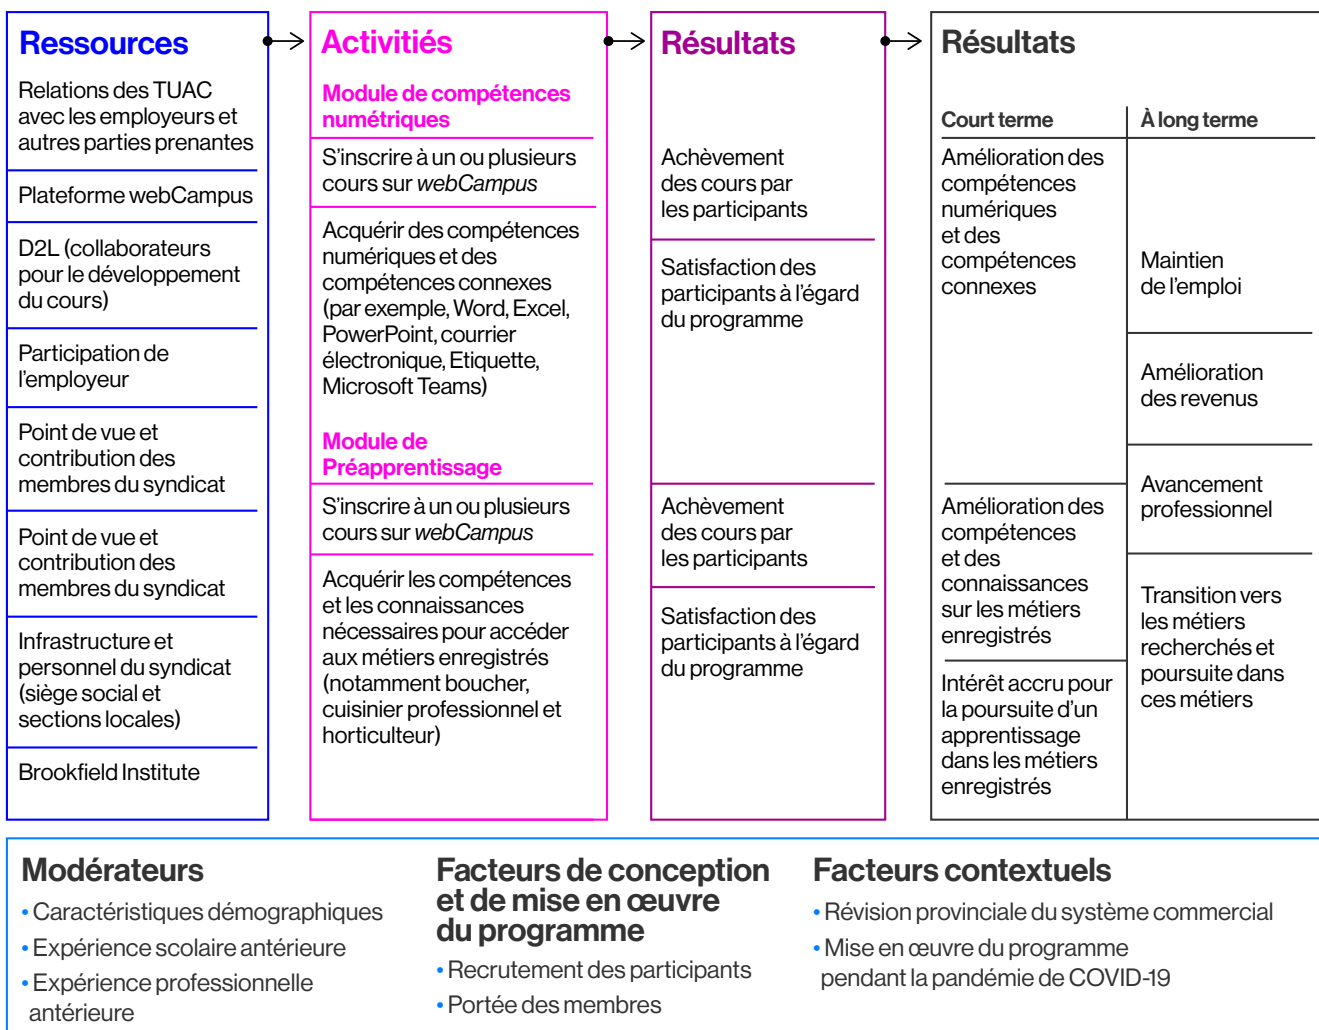 Ressources
Relations des TUAC
avec les employeurs et
autres parties prenantes
Plateforme webCampus
D2L (collaborateurs
pour le développement
du cours)
Participation de
l’employeur
Point de vue et
contribution des
membres du syndicat
Point de vue et
contribution des
membres du syndicat
Infrastructure et
personnel du syndicat
(siège social et
sections locales)
Brookfield Institute
Activitiés
Module de compétences
numétriques
S’inscrire à un ou plusieurs
cours sur webCampus
Acquérir des compétences
numériques et des
compétences connexes
(par exemple, Word, Excel,
PowerPoint, courrier
électronique, Etiquette,
Microsoft Teams)
Module de
Préapprentissage
S’inscrire à un ou plusieurs
cours sur webCampus
Acquérir les compétences
et les connaissances
nécessaires pour accéder
aux métiers enregistrés
(notamment boucher,
cuisinier professionnel et
horticulteur)
Résultats
Achèvement
des cours par
les participants
Satisfaction des
participants à l’égard
du programme
Achèvement
des cours par
les participants
Satisfaction des
participants à l’égard
du programme
Résultats
Court terme
Amélioration des
compétences
numériques
et des
compétences
connexes
Amélioration des
compétences
et des
connaissances
sur les métiers
enregistrés
Intérêt accru pour
la poursuite d’un
apprentissage
dans les métiers
enregistrés
À long terme
Maintien
de l’emploi
Amélioration
des revenus
Avancement
professionnel
Transition vers
les métiers
recherchés et
poursuite dans
ces métiers
Modérateurs
• Caractéristiques démographiques
• Expérience scolaire antérieure
• Expérience professionnelle
antérieure
Facteurs de conception
et de mise en œuvre
du programme
• Recrutement des participants
• Portée des membres
Facteurs contextuels
• Révision provinciale du système commercial
• Mise en œuvre du programme
pendant la pandémie de COVID-19